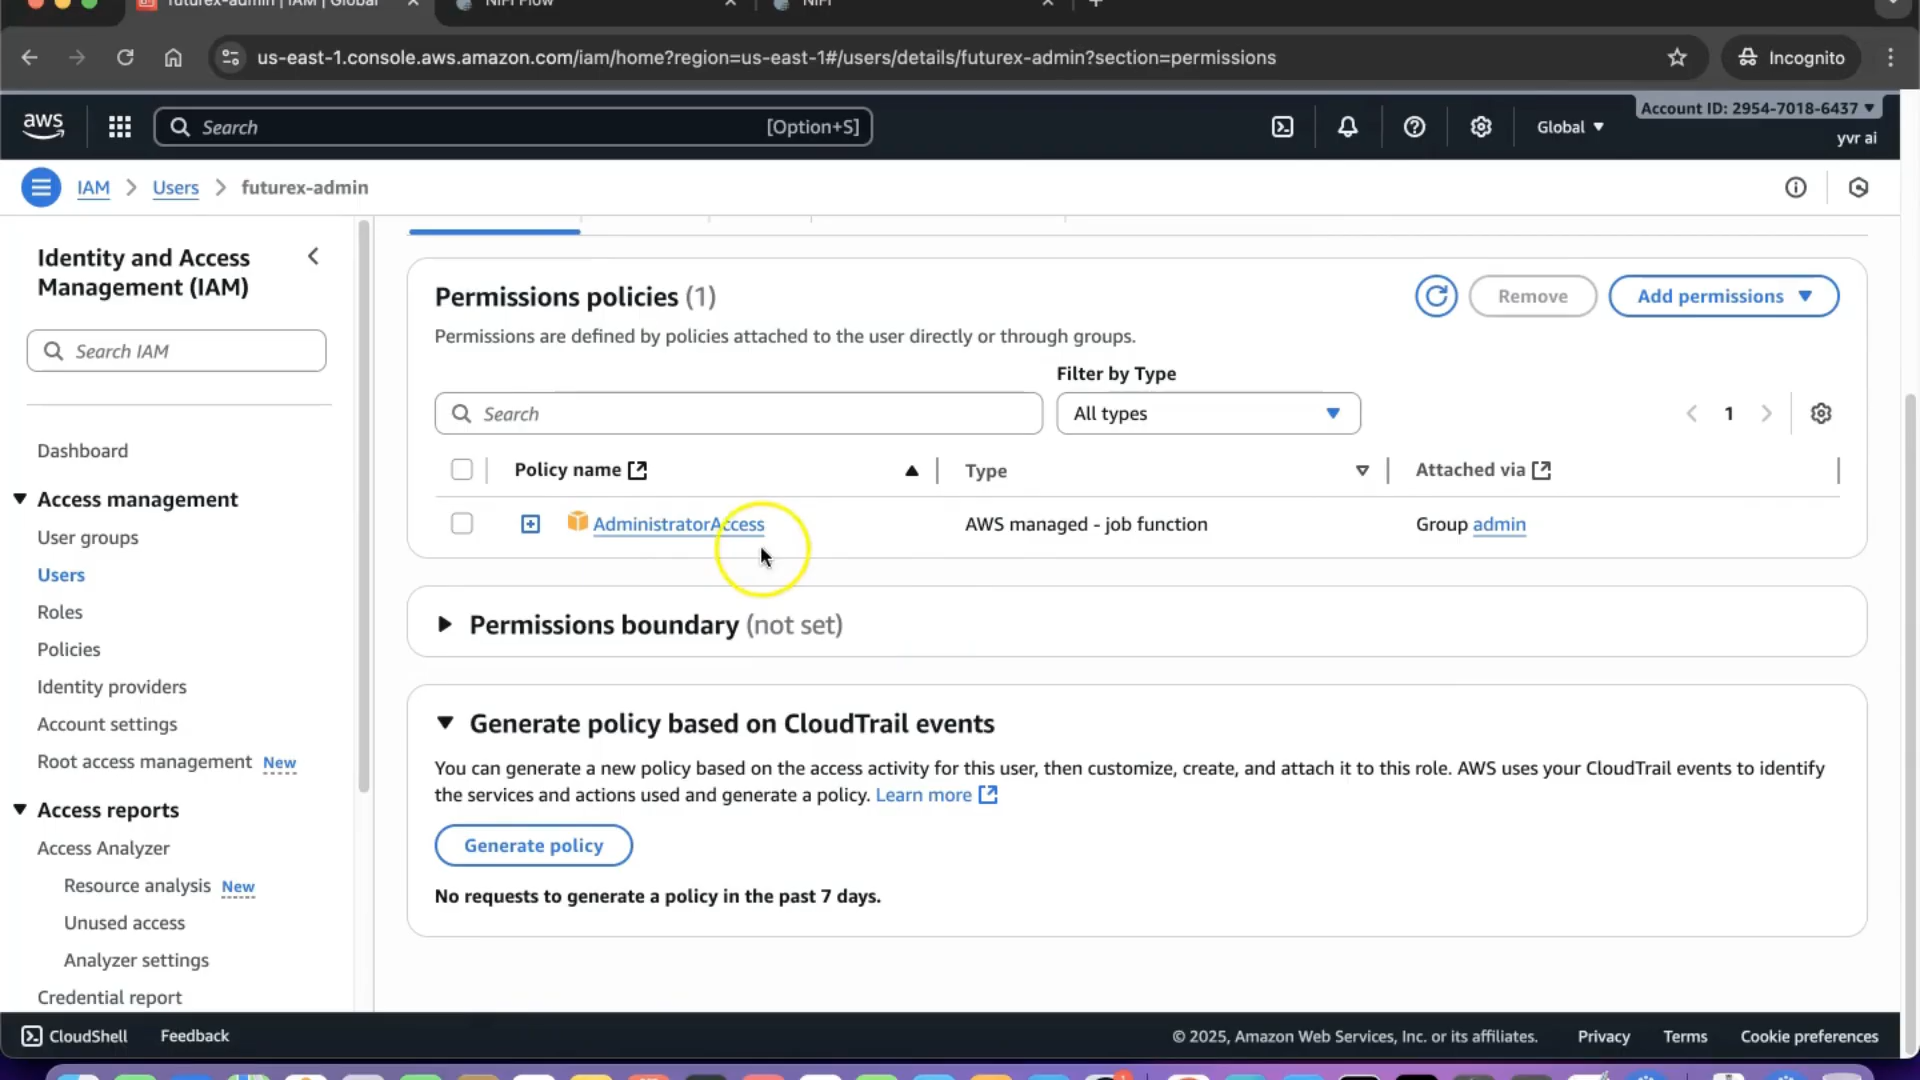 futurex-admin | IAM | Global
NiFi Flow
NiFi
us-east-1.console.aws.amazon.com/iam/home?region=us-east-1#/users/details/futurex-admin?section=permissions
Incognito
aws
Search
[Option+S]
Global
Account ID: 2954-7018-6437
yvr ai
IAM
Users
futurex-admin
Identity and Access
Management (IAM)
Search IAM
Dashboard
Access management
User groups
Users
Roles
Policies
Identity providers
Account settings
Root access management New
Access reports
Access Analyzer
Resource analysis New
Unused access
Analyzer settings
Credential report
Permissions policies (1)
Remove
Add permissions
Permissions are defined by policies attached to the user directly or through groups.
Filter by Type
Search
All types
1
Policy name
Type
Attached via
AdministratorAccess
AWS managed - job function
Group admin
Permissions boundary (not set)
Generate policy based on CloudTrail events
You can generate a new policy based on the access activity for this user, then customize, create, and attach it to this role. AWS uses your CloudTrail events to identify
the services and actions used and generate a policy. Learn more
Generate policy
No requests to generate a policy in the past 7 days.
CloudShell
Feedback
© 2025, Amazon Web Services, Inc. or its affiliates.
Privacy
Terms
Cookie preferences